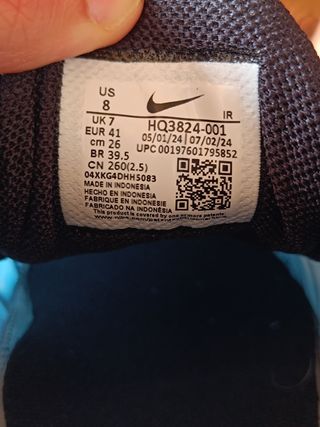 US
8
IR
UK 7
HQ3824-001
EUR 41
05/01/24 | 07/02/24
cm 26
UPC 00197601795852
BR 39.5
CN 260(2.5)
04XKG4DHH5083
MADE IN INDONESIA
HECHO EN INDONESIA
FABRIQUE EN INDONESIE
FABRICADO NA INDONÉSIA
This product is covered by one or more patents